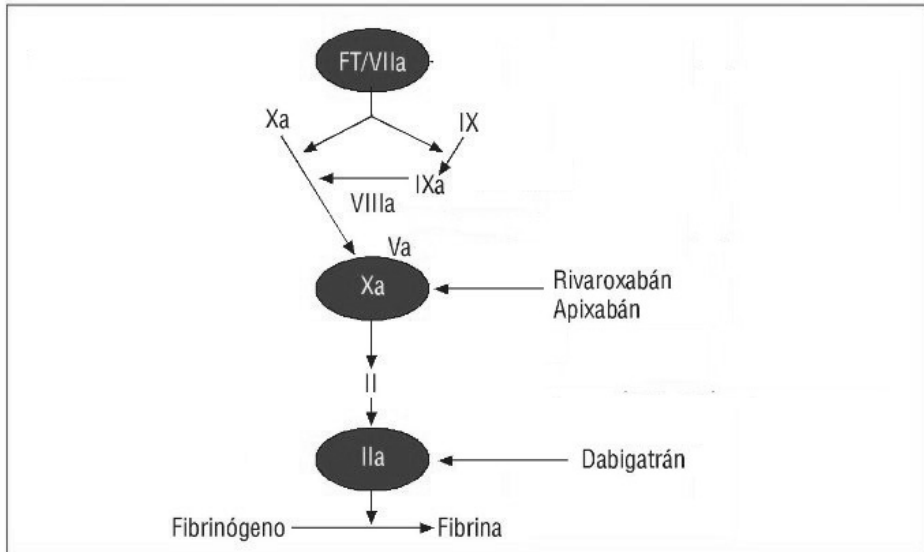 FT/VIIa
Xa
IX
IXa
VIIIa
Va
Xa
Rivaroxabán
Apixabán
II
IIa
Dabigatrán
Fibrinógeno
Fibrina